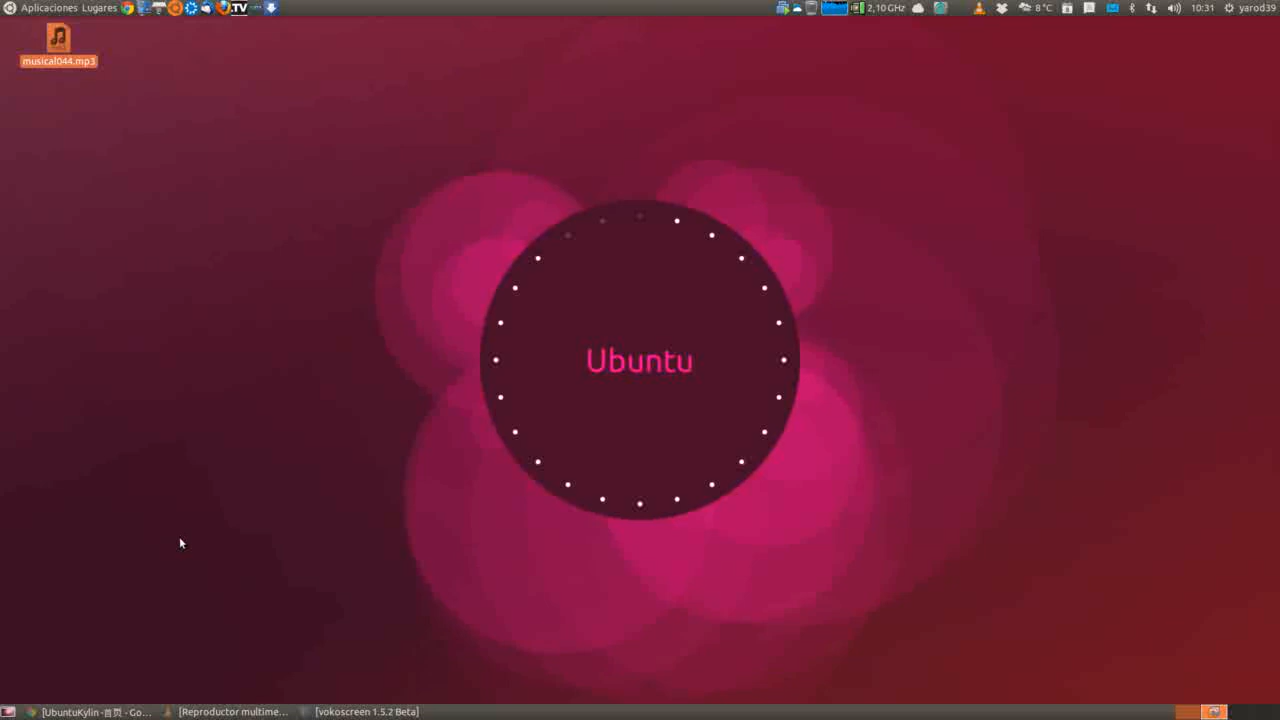 Aplicaciones Lugares
.TV
2,10 GHz
8 °C
10:31
yarod39
musical044.mp3
Ubuntu
[UbuntuKylin -首页 - Go...
[Reproductor multime...
[vokoscreen 1.5.2 Beta]